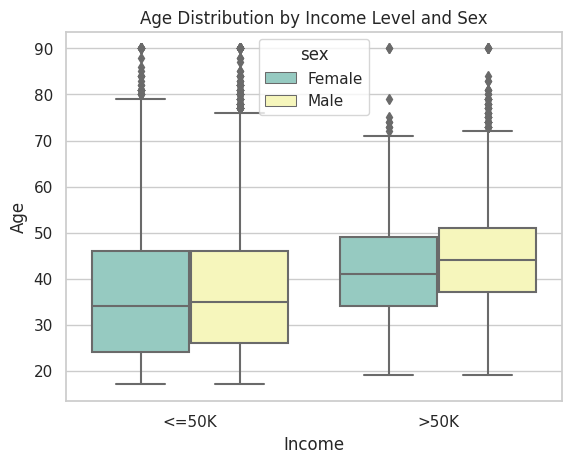 Age Distribution by Income Level and Sex
sex
Female
Male
Age
90
80
70
60
50
40
30
20
<=50K >50K
Income